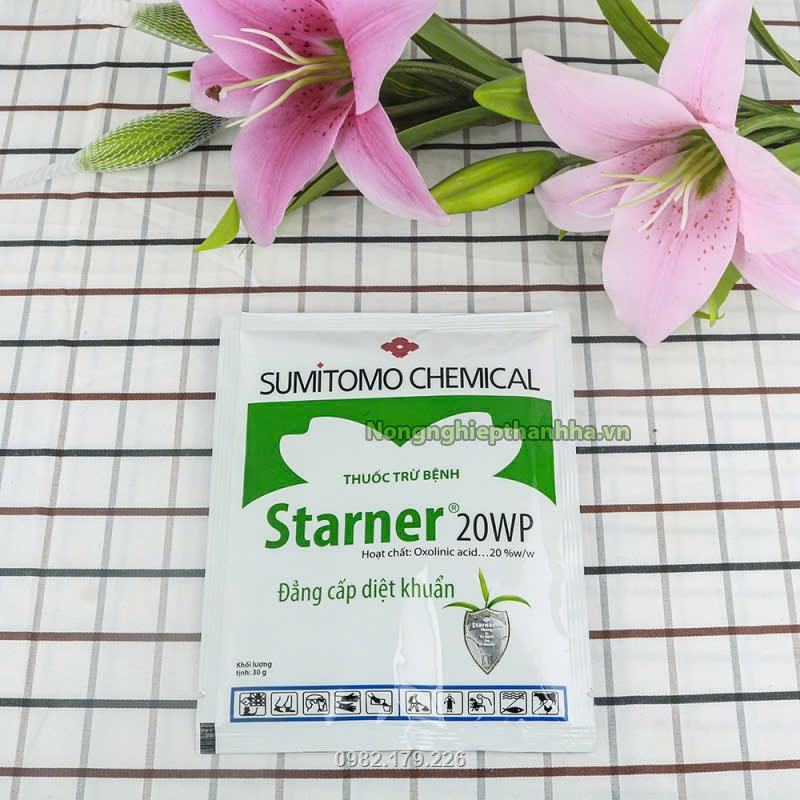 SUMITOMO CHEMICAL
Nongnghiepthanhha.vn
THUỐC TRỪ BỆNH
Starner® 20WP
Hoạt chất: Oxolinic acid...20 %w/w
Đẳng cấp diệt khuẩn
Starner
Khối lượng
tịnh: 30 g
0982.179.226